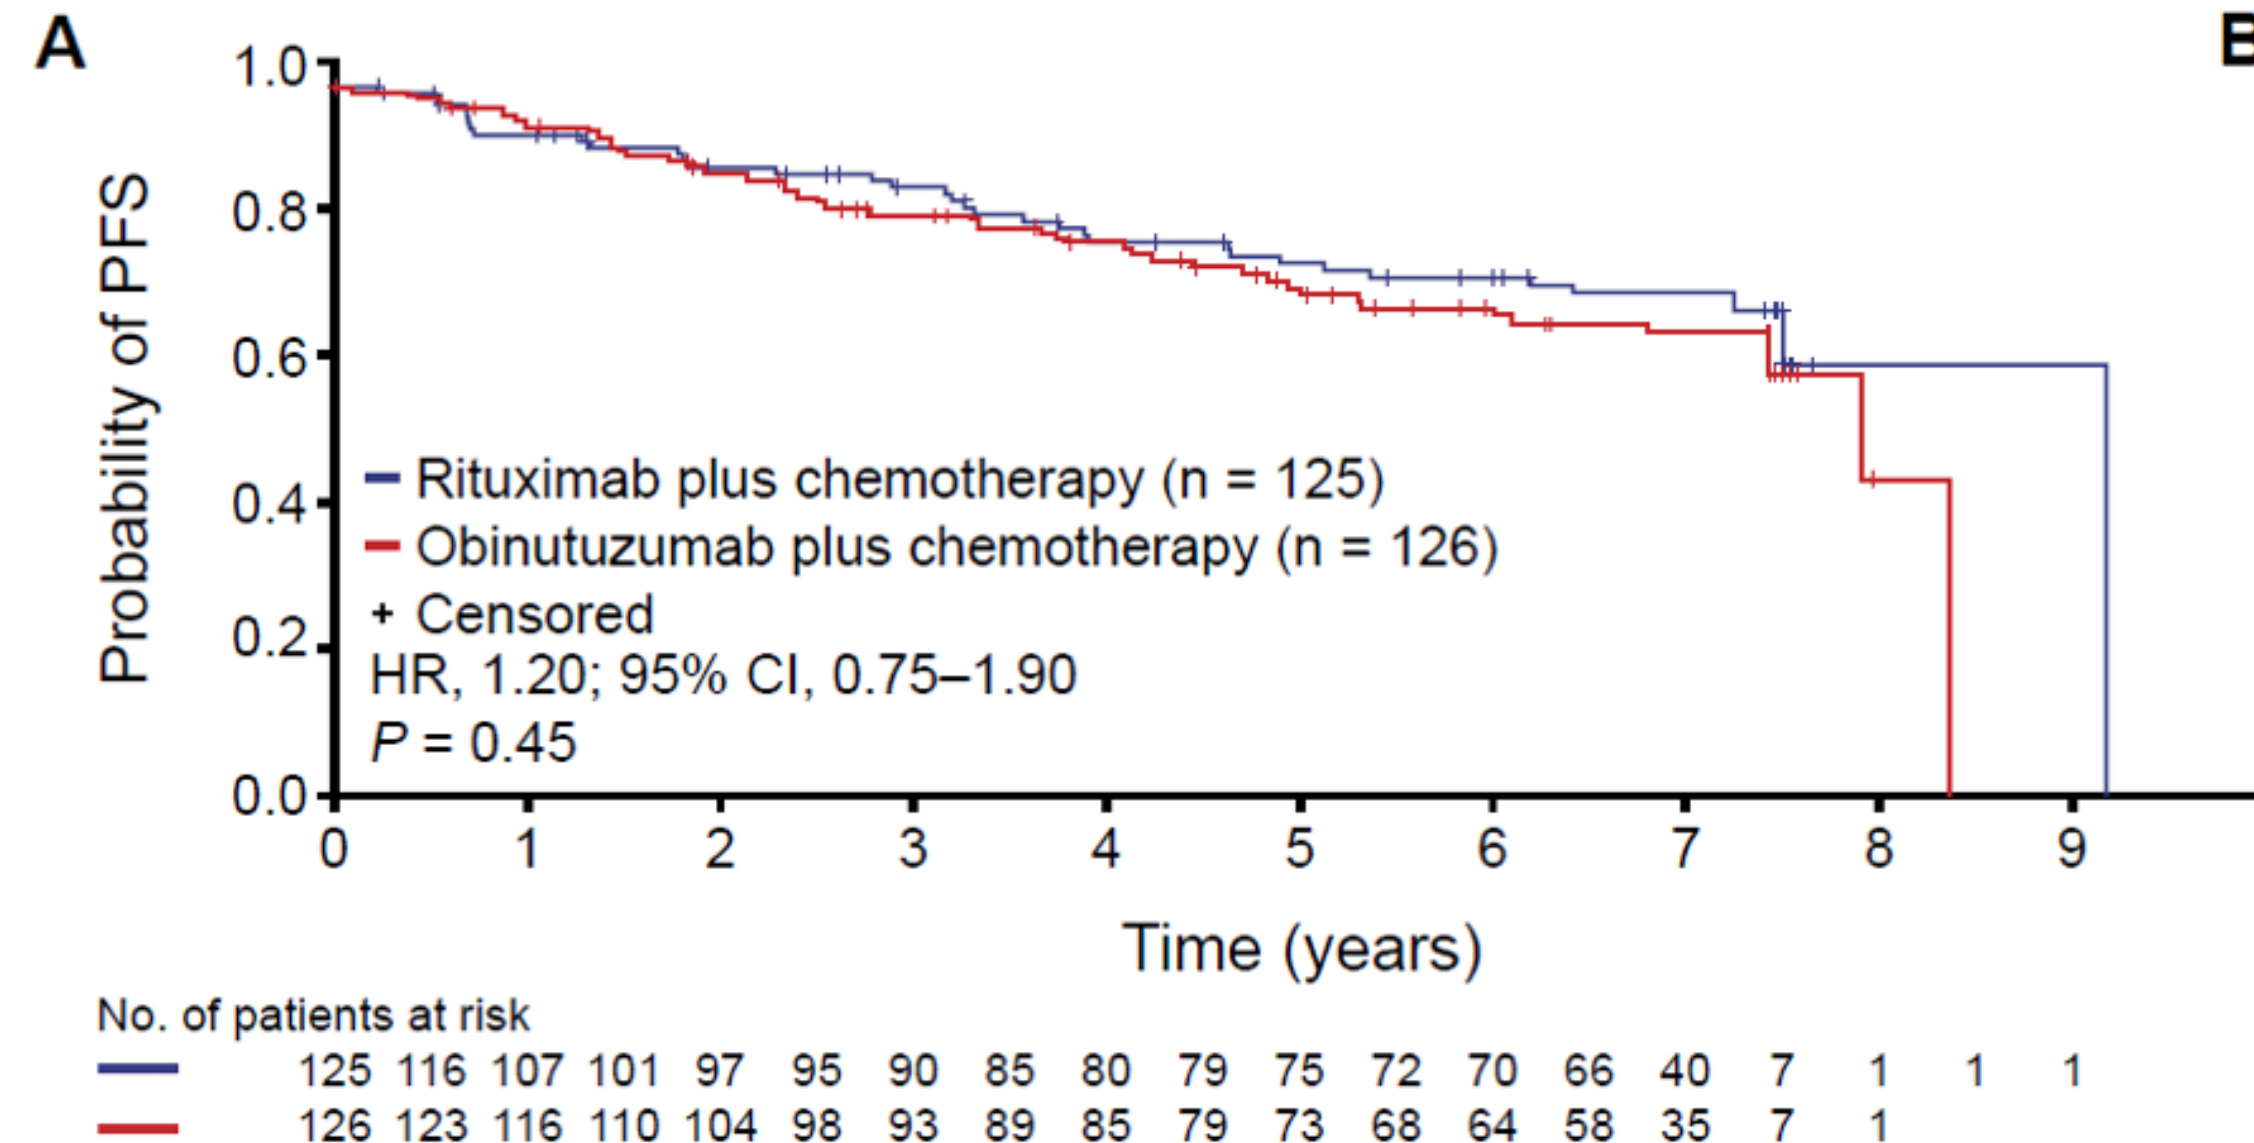 A
B
Probability of PFS
1.0
0.8
0.6
0.4
0.2
0.0
Rituximab plus chemotherapy (n = 125)
Obinutuzumab plus chemotherapy (n = 126)
+ Censored
HR, 1.20; 95% CI, 0.75–1.90
P = 0.45
0 1 2 3 4 5 6 7 8 9
Time (years)
No. of patients at risk
125 116 107 101 97 95 90 85 80 79 75 72 70 66 40 7 1 1 1
126 123 116 110 104 98 93 89 85 79 73 68 64 58 35 7 1